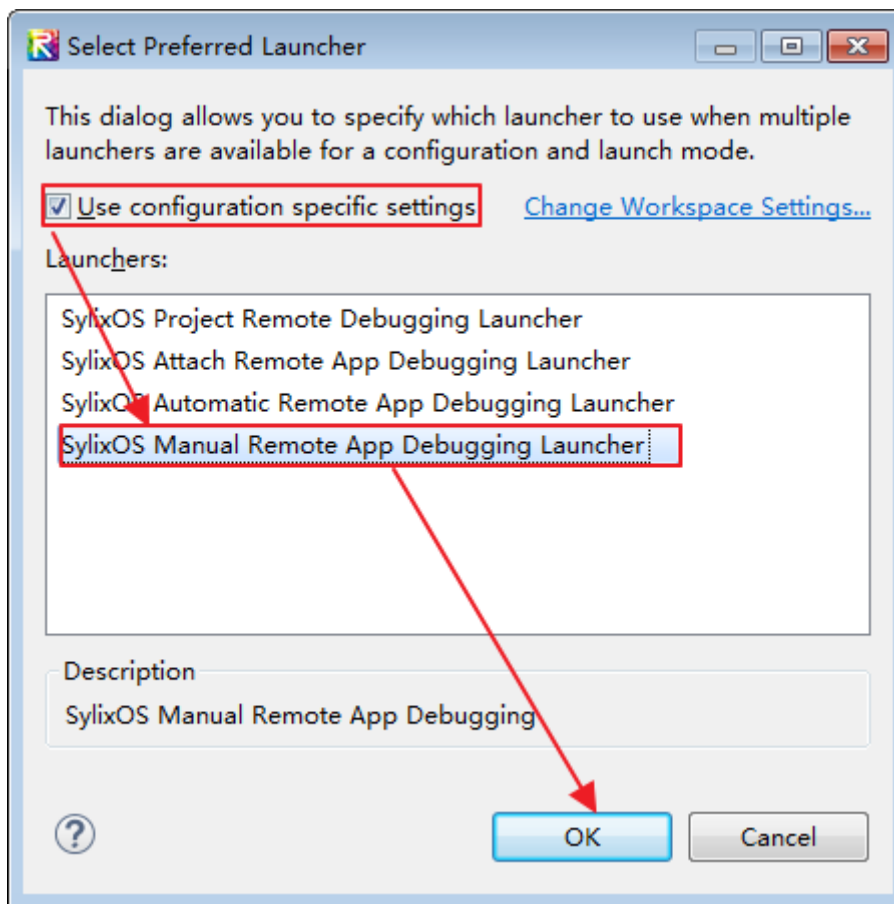 Select Preferred Launcher
This dialog allows you to specify which launcher to use when multiple
launchers are available for a configuration and launch mode.
Use configuration specific settings Change Workspace Settings...
Launchers:
SylixOS Project Remote Debugging Launcher
SylixOS Attach Remote App Debugging Launcher
SylixOS Automatic Remote App Debugging Launcher
SylixOS Manual Remote App Debugging Launcher
Description
SylixOS Manual Remote App Debugging
? OK Cancel